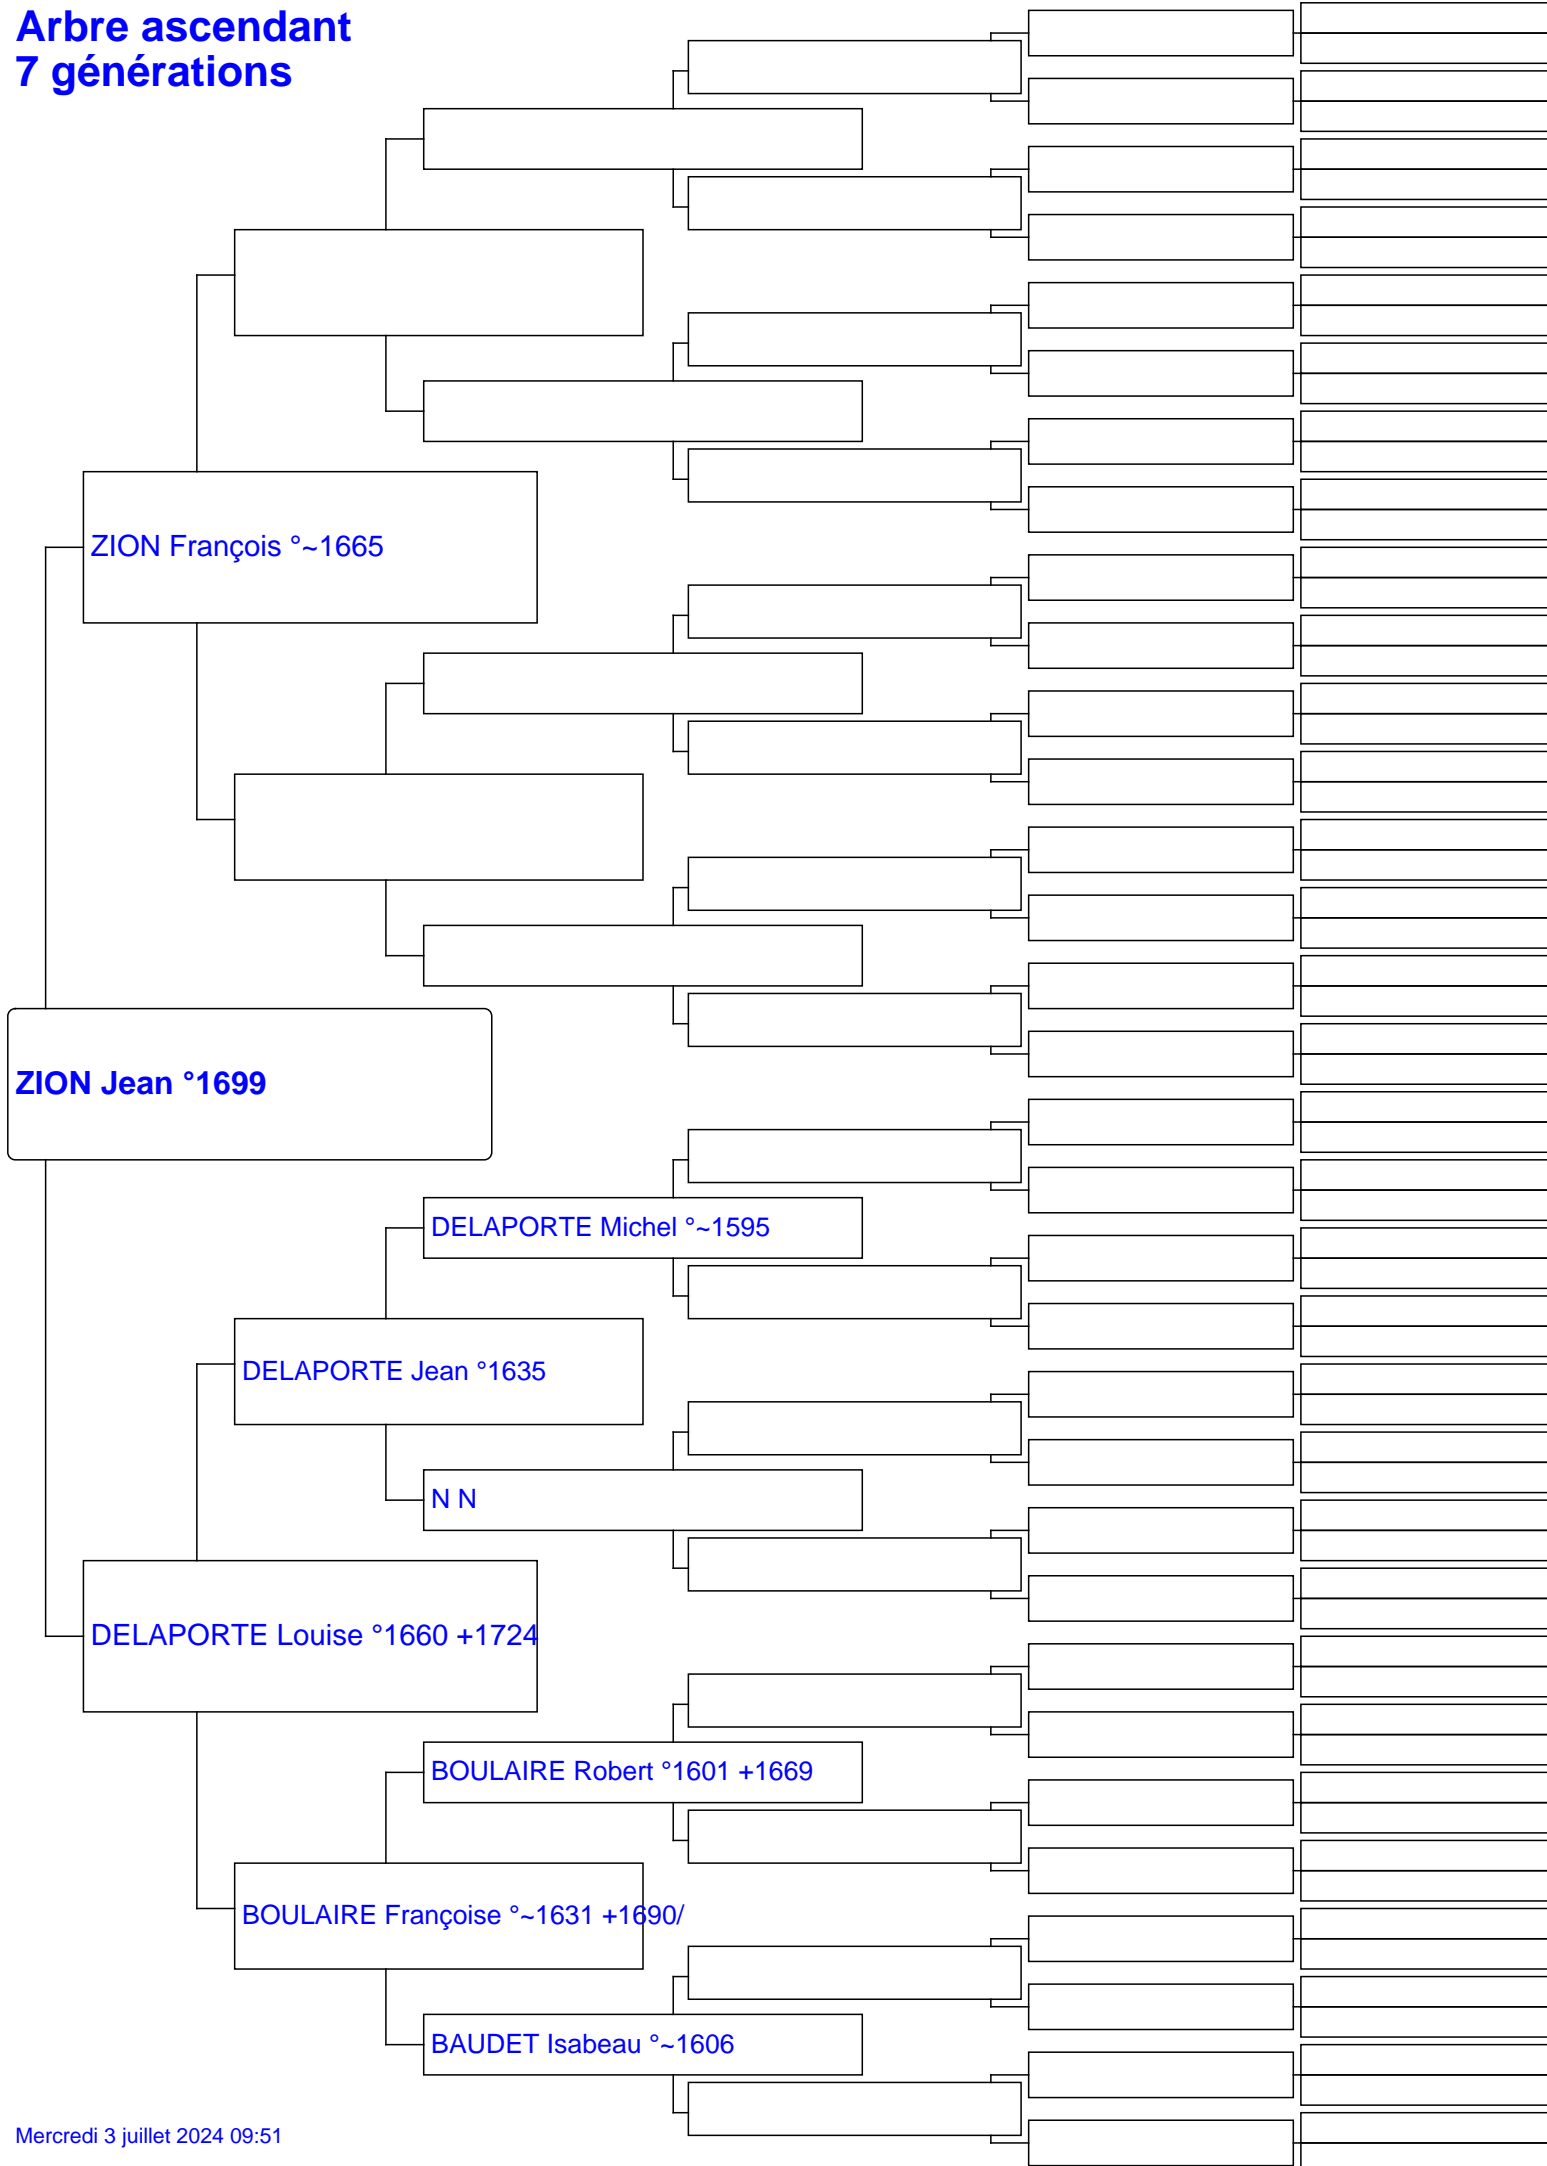 Arbre ascendant
7 générations
ZION François °~1665
ZION Jean °1699
DELAPORTE Michel °~1595
DELAPORTE Jean °1635
N N
DELAPORTE Louise °1660 +1724
BOULAIRE Robert °1601 +1669
BOULAIRE Françoise °~1631 +1690/
BAUDET Isabeau °~1606
Mercredi 3 juillet 2024 09:51